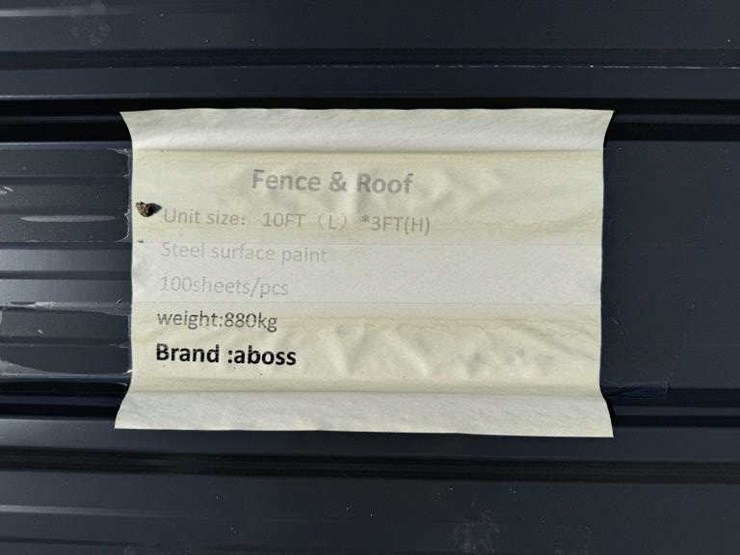 Fence & Roof
Unit size: 10FT (L) *3FT(H)
Steel surface paint
100sheets/pcs
weight:880kg
Brand :aboss